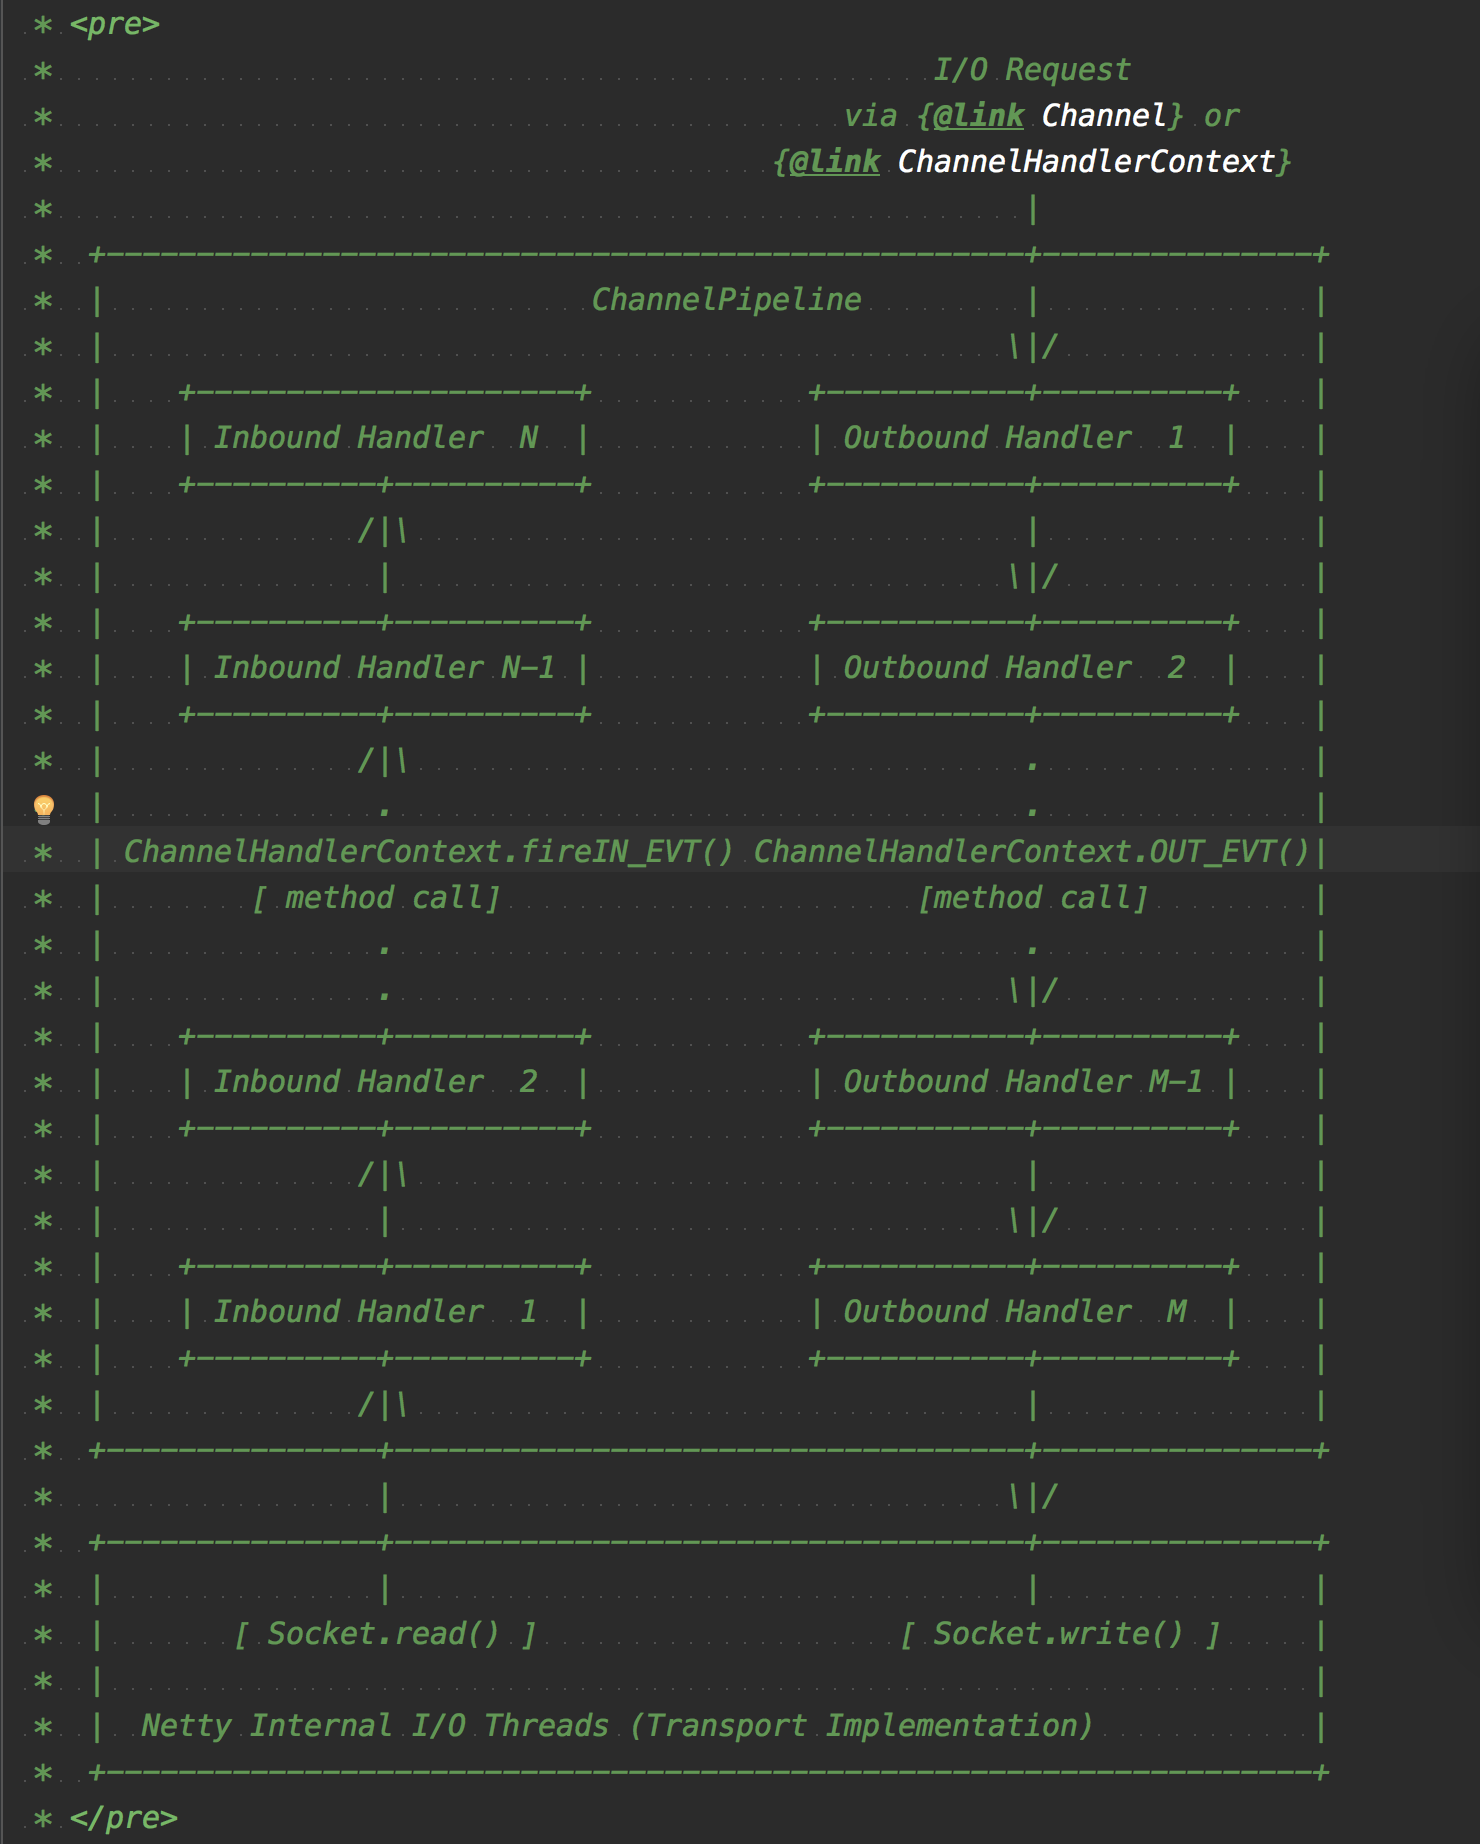 * <pre>
*                                                 I/O Request
*                                            via {@link Channel} or
*                                        {@link ChannelHandlerContext}
*                                                      |
*  +---------------------------------------------------+---------------+
*  |                           ChannelPipeline         |               |
*  |                                                  \|/              |
*  |    +---------------------+            +-----------+----------+    |
*  |    | Inbound Handler  N  |            | Outbound Handler  1  |    |
*  |    +----------+----------+            +-----------+----------+    |
*  |              /|\                                  |               |
*  |               |                                  \|/              |
*  |    +----------+----------+            +-----------+----------+    |
*  |    | Inbound Handler N-1 |            | Outbound Handler  2  |    |
*  |    +----------+----------+            +-----------+----------+    |
*  |              /|\                                  .               |
   |               .                                   .               |
*  | ChannelHandlerContext.fireIN_EVT() ChannelHandlerContext.OUT_EVT()|
*  |        [ method call]                       [method call]         |
*  |               .                                   .               |
*  |               .                                  \|/              |
*  |    +----------+----------+            +-----------+----------+    |
*  |    | Inbound Handler  2  |            | Outbound Handler M-1 |    |
*  |    +----------+----------+            +-----------+----------+    |
*  |              /|\                                  |               |
*  |               |                                  \|/              |
*  |    +----------+----------+            +-----------+----------+    |
*  |    | Inbound Handler  1  |            | Outbound Handler  M  |    |
*  |    +----------+----------+            +-----------+----------+    |
*  |              /|\                                  |               |
*  +---------------+-----------------------------------+---------------+
*                  |                                  \|/
*  +---------------+-----------------------------------+---------------+
*  |               |                                   |               |
*  |       [ Socket.read() ]                    [ Socket.write() ]     |
*  |                                                                   |
*  |  Netty Internal I/O Threads (Transport Implementation)            |
*  +-------------------------------------------------------------------+
* </pre>